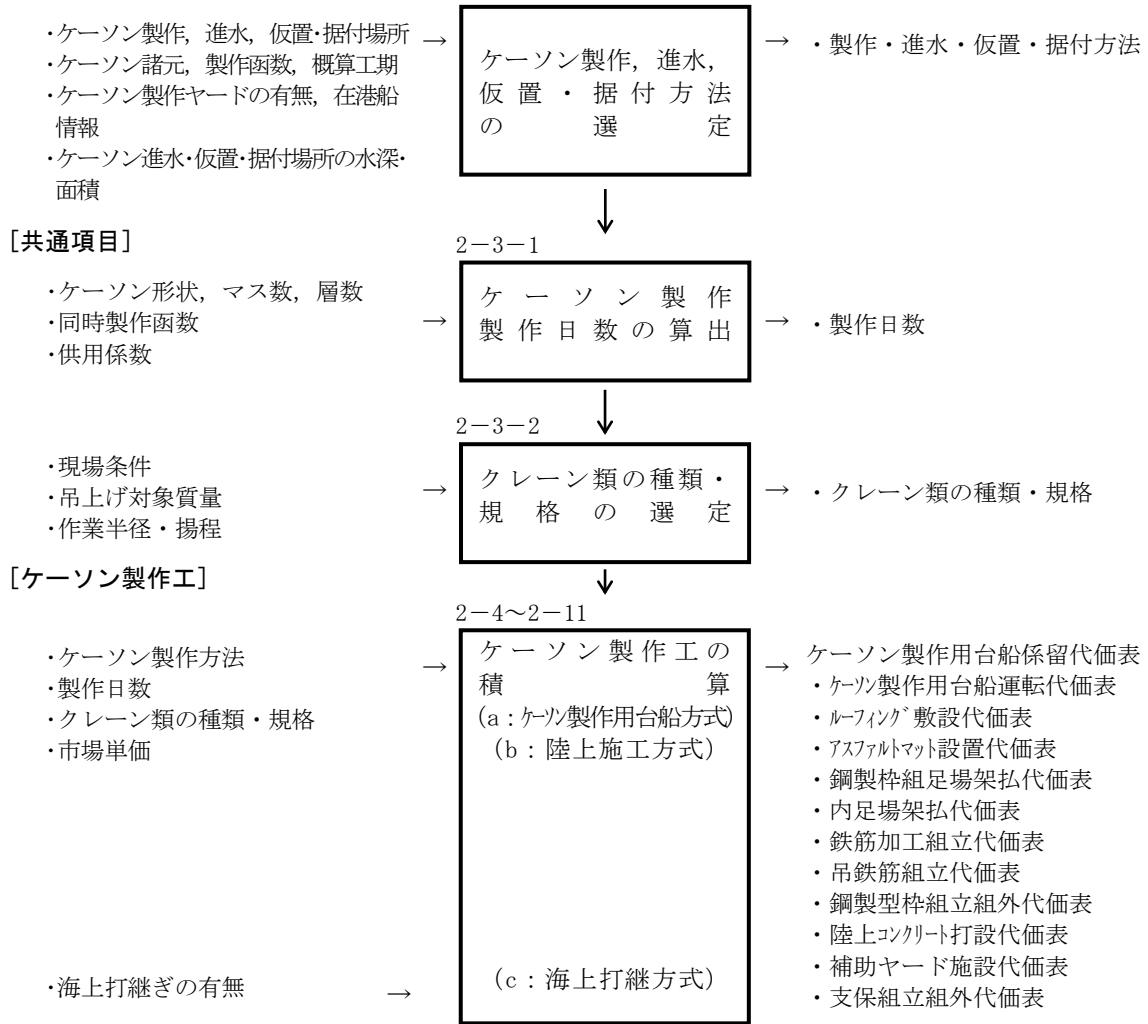 ・ケーソン製作，進水，仮置・据付場所 →
・ケーソン諸元，製作函数，概算工期
・ケーソン製作ヤードの有無，在港船
情報
・ケーソン進水・仮置・据付場所の水深・
面積
ケーソン製作，進水，
仮置・据付方法
の選定
→ ・製作・進水・仮置・据付方法
↓
[共通項目]
2－3－1
・ケーソン形状，マス数，層数
・同時製作函数 →
・供用係数
ケーソン製作
製作日数の算出
→ ・製作日数
↓
2－3－2
・現場条件
・吊上げ対象質量 →
・作業半径・揚程
クレーン類の種類・
規格の選定
→ ・クレーン類の種類・規格
↓
[ケーソン製作工]
2－4～2－11
・ケーソン製作方法 →
・製作日数
・クレーン類の種類・規格
・市場単価
ケーソン製作工の
積算
(a：ケーソン製作用台船方式)
(b：陸上施工方式)
→ ケーソン製作用台船係留代価表
・ケーソン製作用台船運転代価表
・ルーフィング敷設代価表
・アスファルトマット設置代価表
・鋼製枠組足場架払代価表
・内足場架払代価表
・鉄筋加工組立代価表
・吊鉄筋組立代価表
・鋼製型枠組立組外代価表
・陸上コンクリート打設代価表
・補助ヤード施設代価表
・支保組立組外代価表
・海上打継ぎの有無 →
(c：海上打継方式)